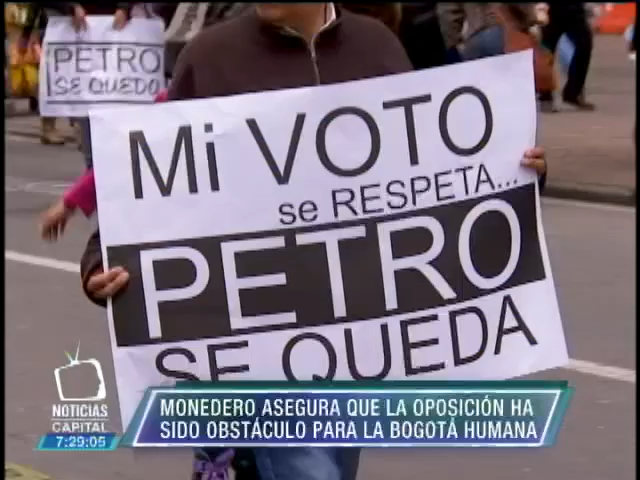 PETRO
SE QUEDO
Mi VOTO
se RESPETA...
PETRO
SE QUEDA
MONEDERO ASEGURA QUE LA OPOSICIÓN HA
SIDO OBSTÁCULO PARA LA BOGOTÁ HUMANA
NOTICIAS
CAPITAL
7:29:05